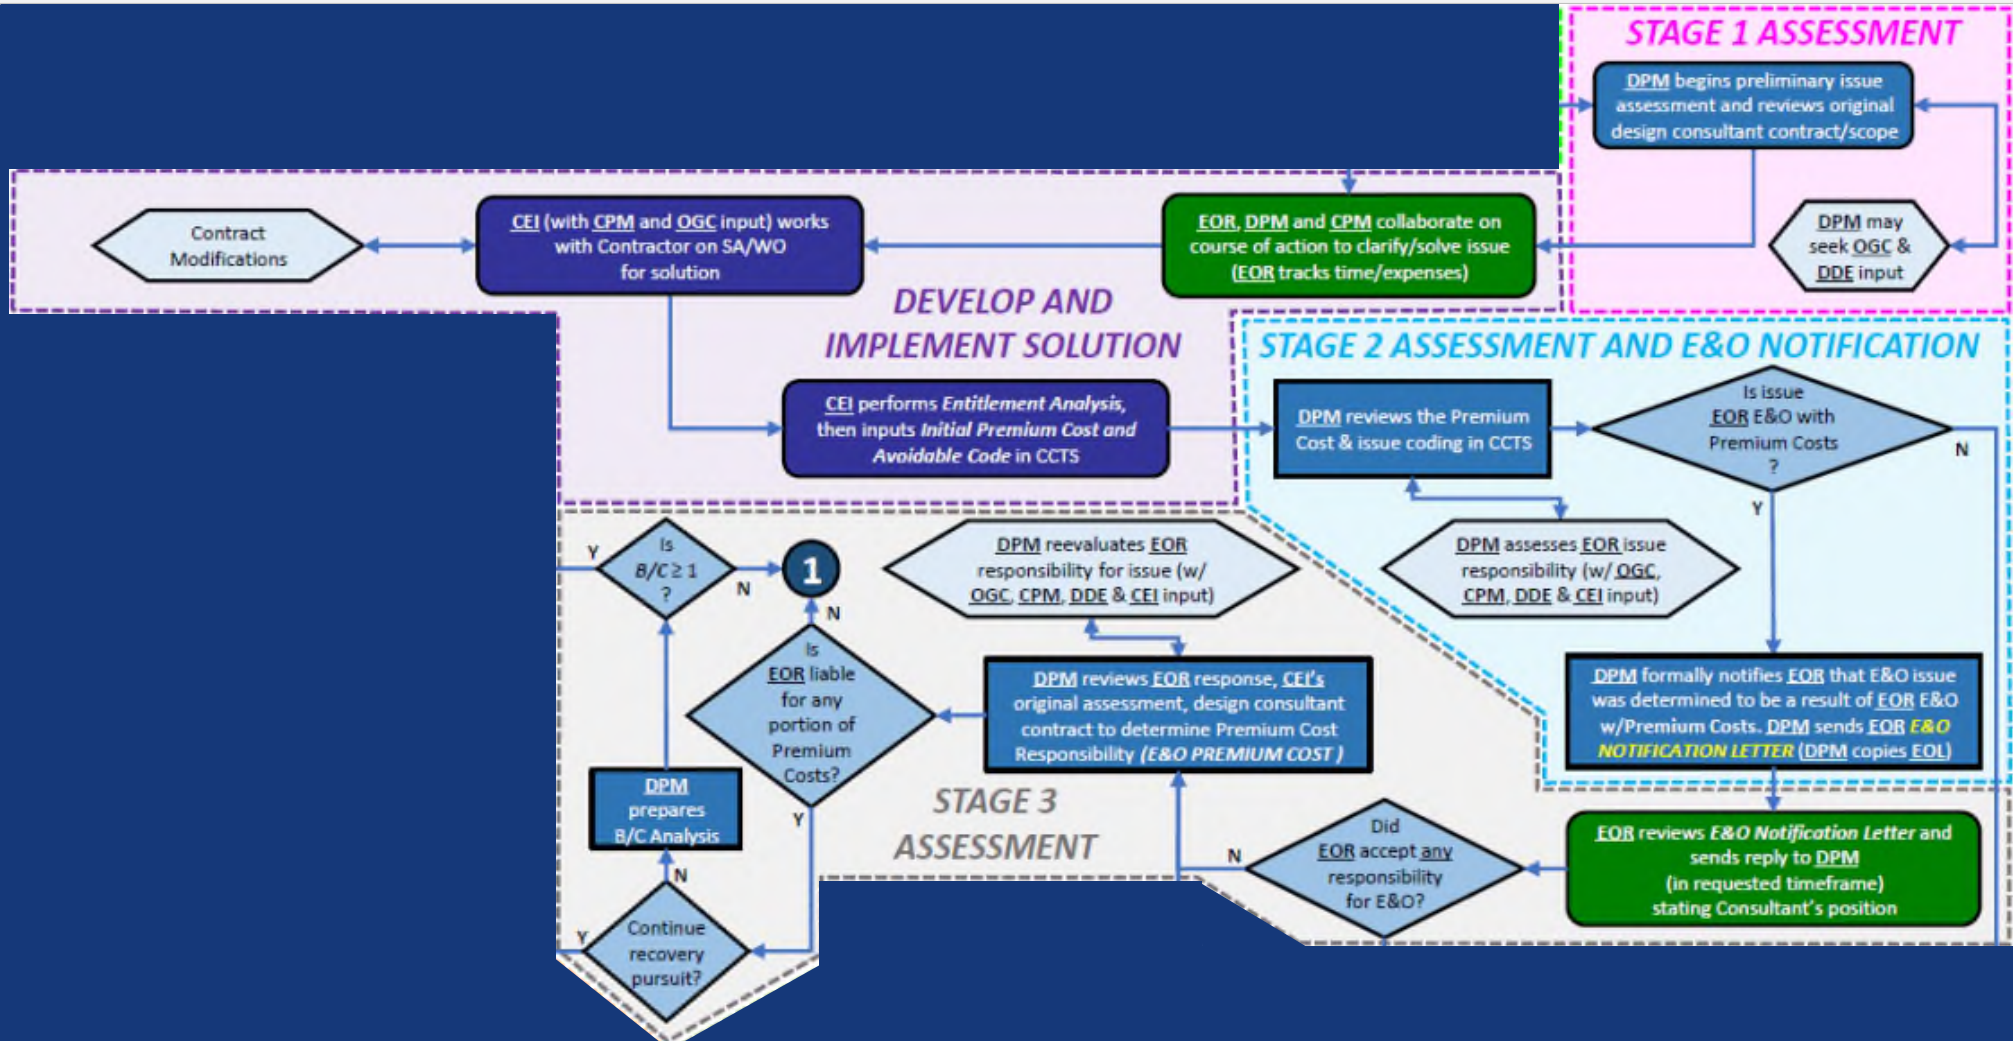 STAGE 1 ASSESSMENT
DPM begins preliminary issue
assessment and reviews original
design consultant contract/scope
DPM may
seek OGC &
DDE input
Contract
Modifications
CEI (with CPM and OGC input) works
with Contractor on SA/WO
for solution
EOR, DPM and CPM collaborate on
course of action to clarify/solve issue
(EOR tracks time/expenses)
DEVELOP AND
IMPLEMENT SOLUTION
CEI performs Entitlement Analysis,
then inputs Initial Premium Cost and
Avoidable Code in CCTS
STAGE 2 ASSESSMENT AND E&O NOTIFICATION
DPM reviews the Premium
Cost & issue coding in CCTS
Is issue
EOR E&O with
Premium Costs
?
N
Y
DPM assesses EOR issue
responsibility (w/ OGC,
CPM, DDE & CEI input)
DPM formally notifies EOR that E&O issue
was determined to be a result of EOR E&O
w/Premium Costs. DPM sends EOR E&O
NOTIFICATION LETTER (DPM copies EOL)
Y
Is
B/C ≥ 1
?
N
1
N
DPM reevaluates EOR
responsibility for issue (w/
OGC, CPM, DDE & CEI input)
Is
EOR liable
for any
portion of
Premium
Costs?
Y
DPM reviews EOR response, CEI's
original assessment, design consultant
contract to determine Premium Cost
Responsibility (E&O PREMIUM COST )
DPM
prepares
B/C Analysis
N
STAGE 3
ASSESSMENT
Did
EOR accept any
responsibility
for E&O?
N
EOR reviews E&O Notification Letter and
sends reply to DPM
(in requested timeframe)
stating Consultant's position
Y
Continue
recovery
pursuit?